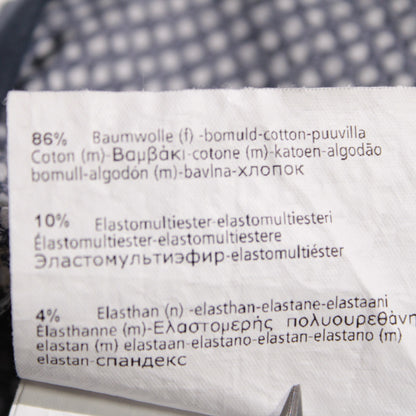 86% Baumwolle (f) -bomuld-cotton-puuvilla
Coton (m)-Βαμβάκι-cotone (m)-katoen-algodão
bomull-algodón (m)-bavlna-хлопок
10% Elastomultiester-elastomultiesteri
Élastomultiester-elastomultiestere
Эластомультиэфир-elastomultiéster
4% Elasthan (n) -elasthan-elastane-elastaani
Élasthanne (m)-Ελαστομερής πολυουρεθάνη
elastan (m) elastaan-elastano-elastan-elastano (m)
elastan-спандекс